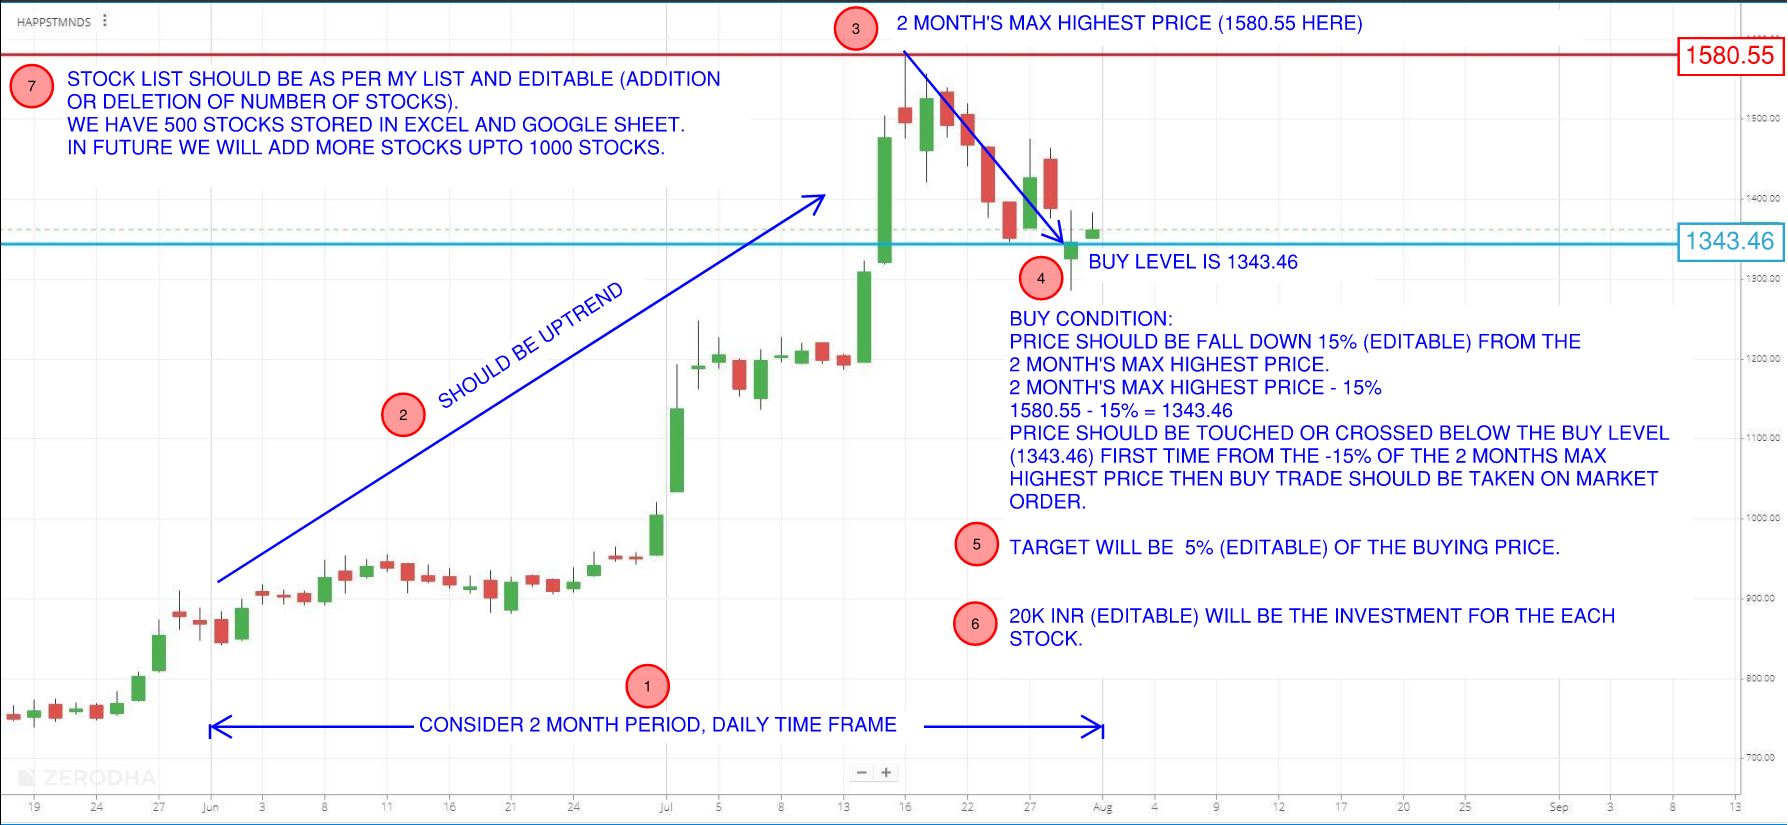 HAPPSTMNDS
3
2 MONTH'S MAX HIGHEST PRICE (1580.55 HERE)
1580.55
7
STOCK LIST SHOULD BE AS PER MY LIST AND EDITABLE (ADDITION
OR DELETION OF NUMBER OF STOCKS).
WE HAVE 500 STOCKS STORED IN EXCEL AND GOOGLE SHEET.
IN FUTURE WE WILL ADD MORE STOCKS UPTO 1000 STOCKS.
1500.00
1400.00
1343.46
4
BUY LEVEL IS 1343.46
1300.00
2
SHOULD BE UPTREND
BUY CONDITION:
PRICE SHOULD BE FALL DOWN 15% (EDITABLE) FROM THE
2 MONTH'S MAX HIGHEST PRICE.
2 MONTH'S MAX HIGHEST PRICE - 15%
1580.55 - 15% = 1343.46
PRICE SHOULD BE TOUCHED OR CROSSED BELOW THE BUY LEVEL
(1343.46) FIRST TIME FROM THE -15% OF THE 2 MONTHS MAX
HIGHEST PRICE THEN BUY TRADE SHOULD BE TAKEN ON MARKET
ORDER.
1200.00
1100.00
1000.00
5
TARGET WILL BE 5% (EDITABLE) OF THE BUYING PRICE.
900.00
6
20K INR (EDITABLE) WILL BE THE INVESTMENT FOR THE EACH
STOCK.
800.00
1
CONSIDER 2 MONTH PERIOD, DAILY TIME FRAME
700.00
ZERODHA
− +
19 24 27 Jun 3 8 11 16 21 24 Jul 5 8 13 16 22 27 Aug 4 9 12 17 20 25 Sep 3 8 13